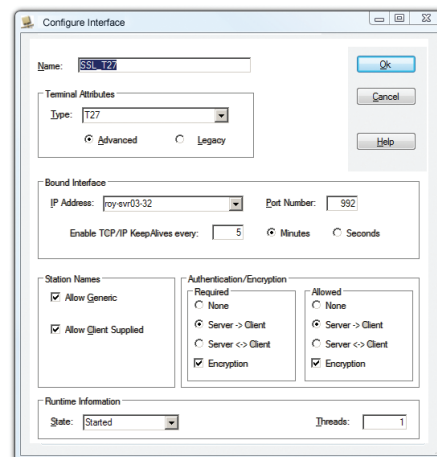 Configure Interface
Name: SSL_T27
Ok
Terminal Attributes
Cancel
Type: T27
Advanced Legacy
Help
Bound Interface
IP Address: roy-svr03-32 Port Number: 992
Enable TCP/IP KeepAlives every: 5 Minutes Seconds
Station Names Authentication/Encryption
Required Allowed
Allow Generic None None
Server -> Client Server -> Client
Allow Client Supplied
Server <-> Client Server <-> Client
Encryption Encryption
Runtime Information
State: Started Threads: 1